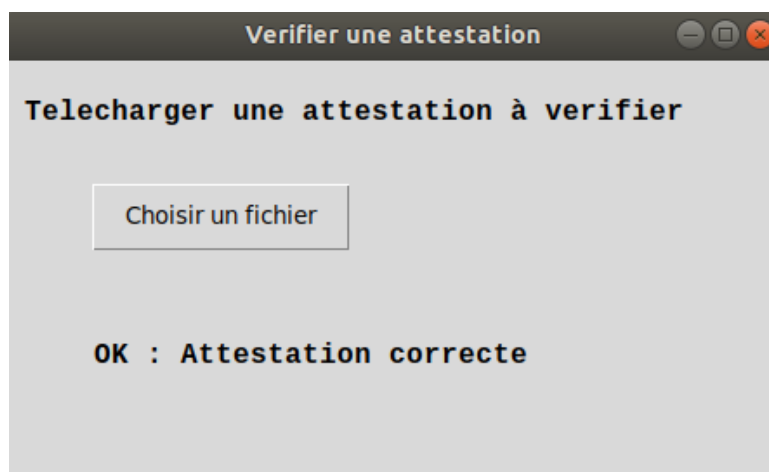 Verifier une attestation
Telecharger une attestation à verifier
Choisir un fichier
OK : Attestation correcte